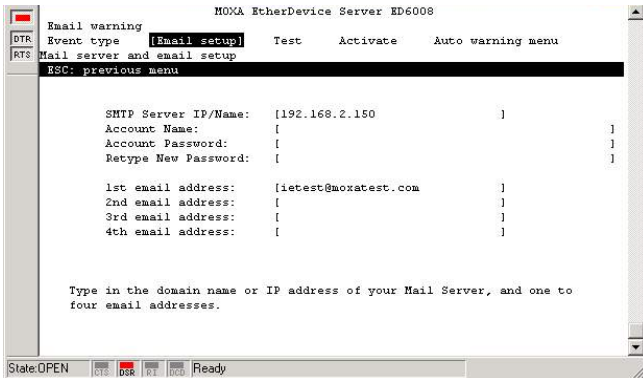 MOXA EtherDevice Server ED6008
Email warning
DTR Event type [Email setup] Test Activate Auto warning menu
RTS Mail server and email setup
ESC: previous menu
SMTP Server IP/Name: [192.168.2.150 ]
Account Name: [ ]
Account Password: [ ]
Retype New Password: [ ]
1st email address: [ietest@moxatest.com ]
2nd email address: [ ]
3rd email address: [ ]
4th email address: [ ]
Type in the domain name or IP address of your Mail Server, and one to
four email addresses.
State:OPEN CTS DSR RI DCD Ready